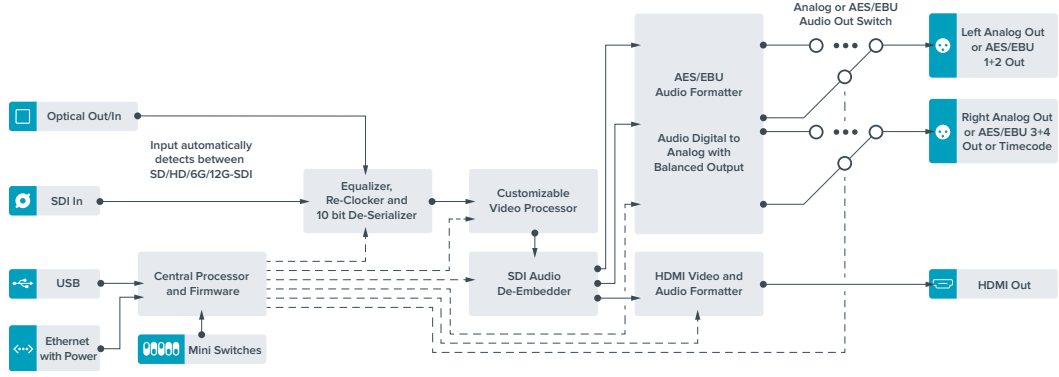 Analog or AES/EBU
Audio Out Switch
Left Analog Out
or AES/EBU
1+2 Out
AES/EBU
Audio Formatter
Optical Out/In
Right Analog Out
or AES/EBU 3+4
Out or Timecode
Input automatically
detects between
SD/HD/6G/12G-SDI
Audio Digital to
Analog with
Balanced Output
SDI In
Equalizer,
Re-Clocker and
10 bit De-Serializer
Customizable
Video Processor
USB
Central Processor
and Firmware
SDI Audio
De-Embedder
HDMI Video and
Audio Formatter
HDMI Out
Ethernet
with Power
Mini Switches